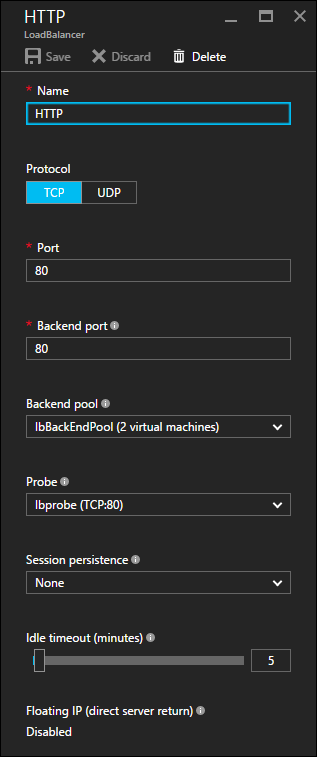 HTTP
LoadBalancer
Save Discard Delete
* Name
HTTP
Protocol
TCP UDP
* Port
80
* Backend port
80
Backend pool
lbBackEndPool (2 virtual machines)
Probe
lbprobe (TCP:80)
Session persistence
None
Idle timeout (minutes)
5
Floating IP (direct server return)
Disabled